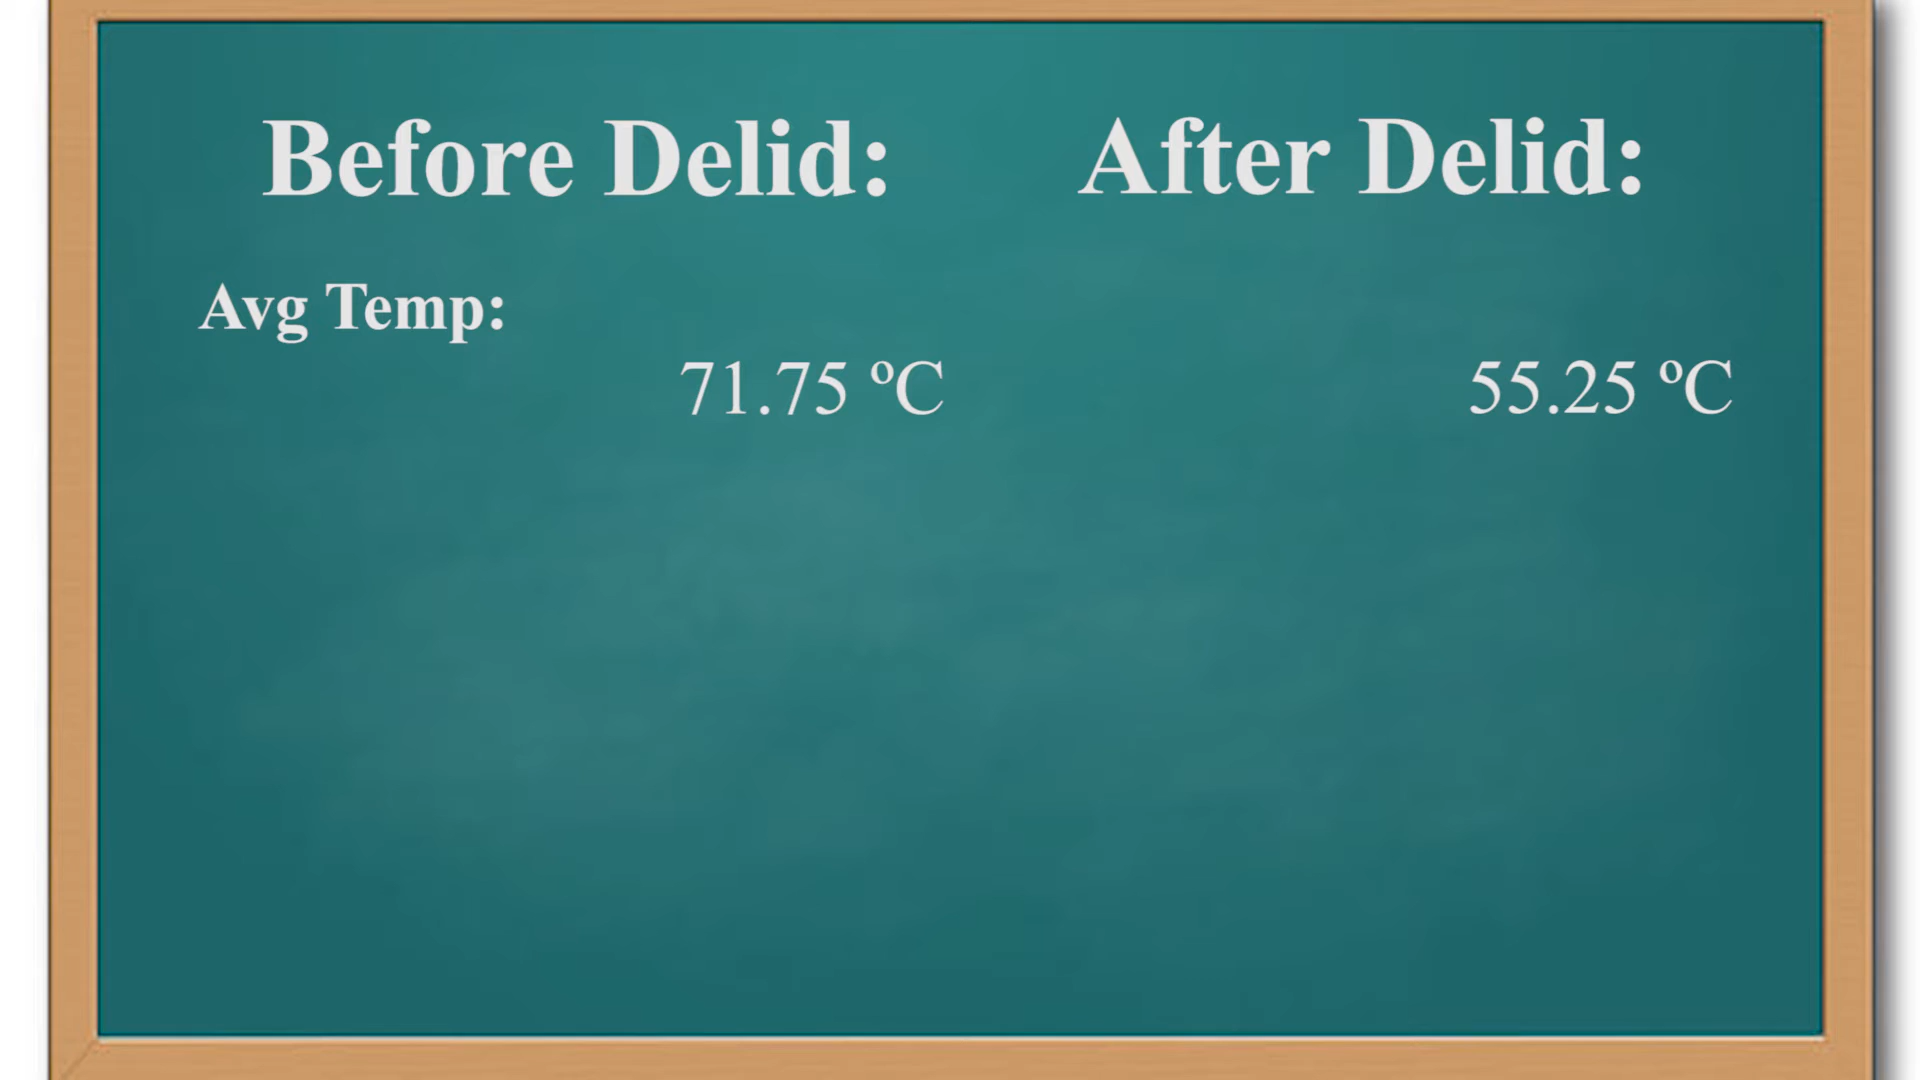 Before Delid:
After Delid:
Avg Temp:
71.75 ºC
55.25 ºC